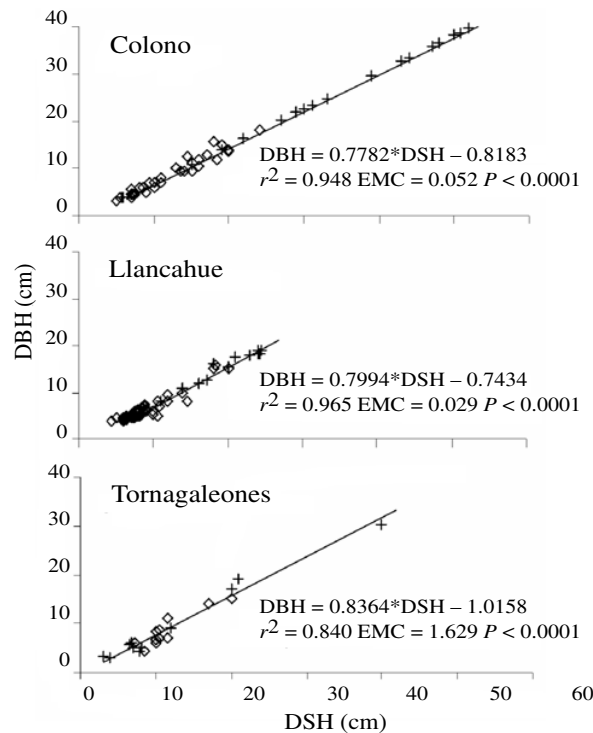 40
Colono
30
20
DBH = 0.7782*DSH – 0.8183
10
r2 = 0.948 EMC = 0.052 P < 0.0001
0
40
Llancahue
30
DBH (cm)
20
DBH = 0.7994*DSH – 0.7434
10
r2 = 0.965 EMC = 0.029 P < 0.0001
0
40
Tornagaleones
30
20
DBH = 0.8364*DSH – 1.0158
10
r2 = 0.840 EMC = 1.629 P < 0.0001
0
0 10 20 30 40 50 60
DSH (cm)